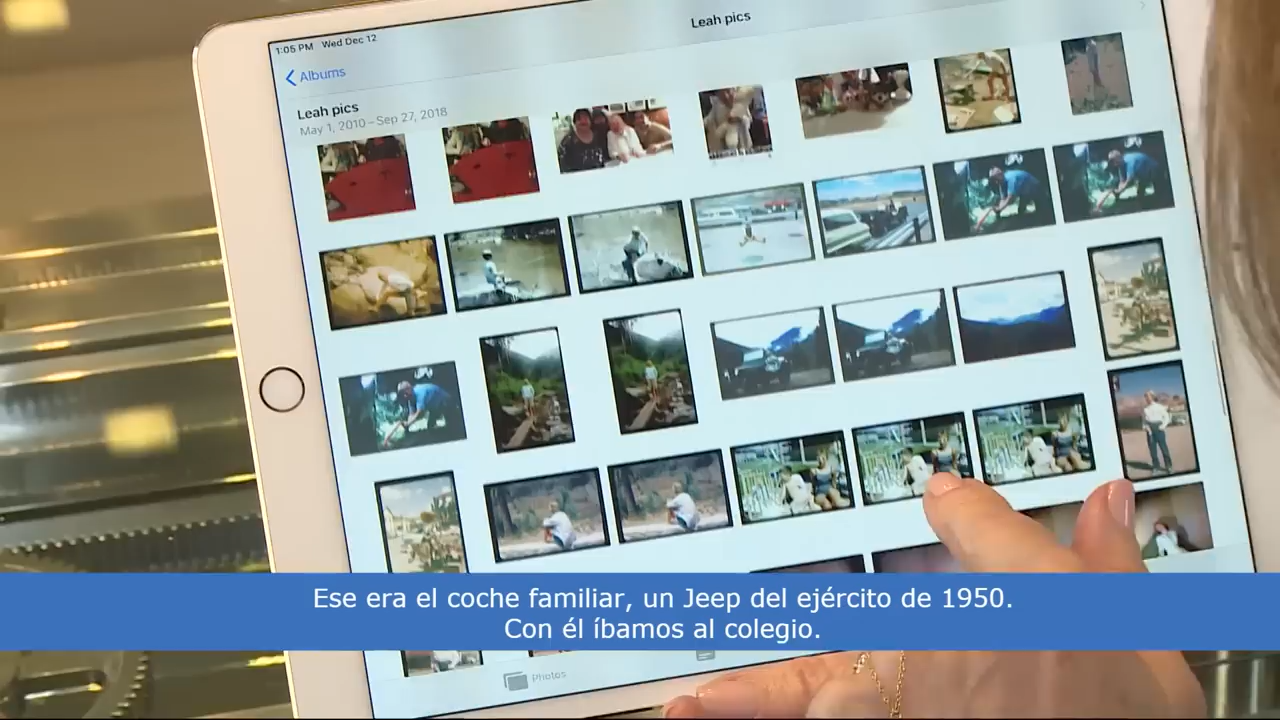 1:05 PM Wed Dec 12
Leah pics
Albums
Leah pics
May 1, 2010 – Sep 27, 2018
Ese era el coche familiar, un Jeep del ejército de 1950.
Con él íbamos al colegio.
Photos